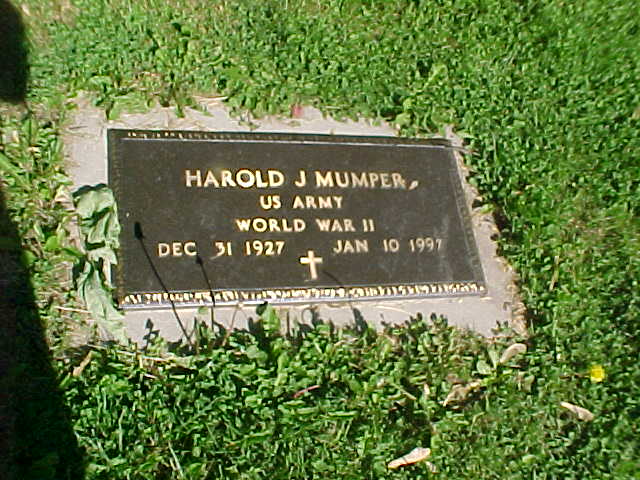 HAROLD J MUMPER
US ARMY
WORLD WAR II
DEC 31 1927 JAN 10 1997